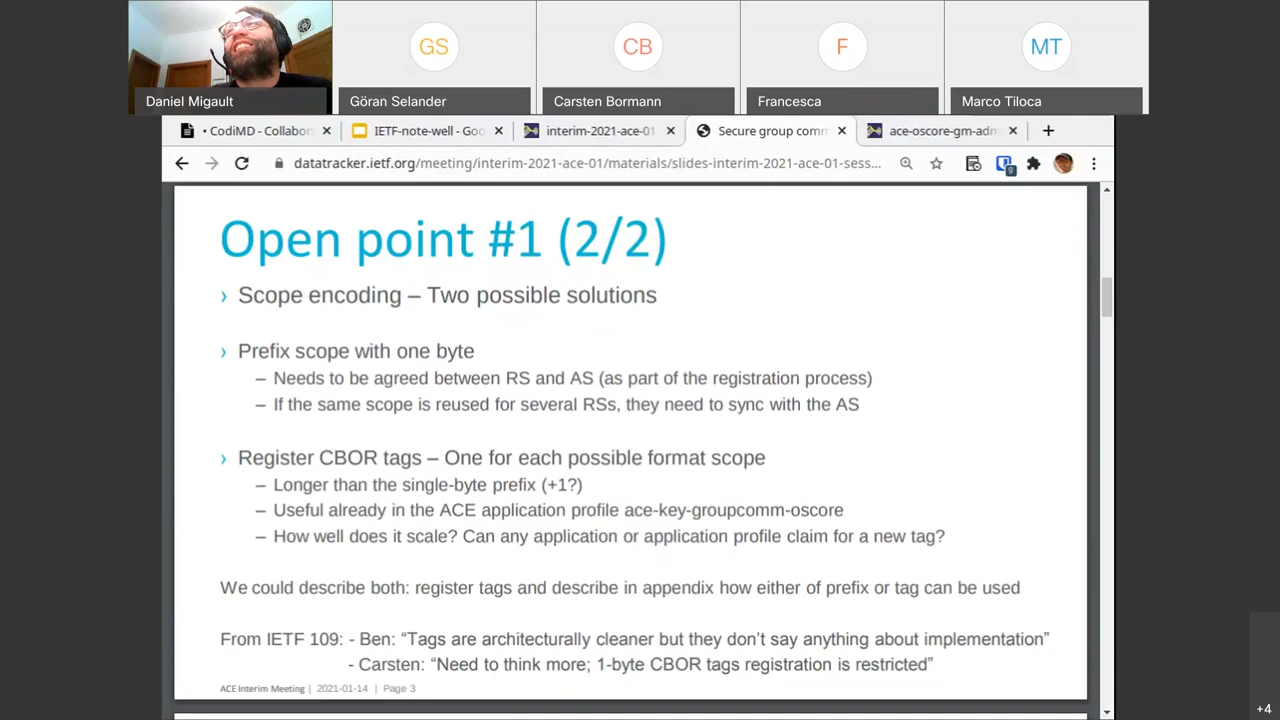 GS
CB
F
MT
Daniel Migault
Göran Selander
Carsten Bormann
Francesca
Marco Tiloca
• CodiMD - Collabor
IETF-note-well - Goo
interim-2021-ace-01
Secure group comm
ace-oscore-gm-adm
datatracker.ietf.org/meeting/interim-2021-ace-01/materials/slides-interim-2021-ace-01-sess...
9
Open point #1 (2/2)
› Scope encoding – Two possible solutions
› Prefix scope with one byte
– Needs to be agreed between RS and AS (as part of the registration process)
– If the same scope is reused for several RSs, they need to sync with the AS
› Register CBOR tags – One for each possible format scope
– Longer than the single-byte prefix (+1?)
– Useful already in the ACE application profile ace-key-groupcomm-oscore
– How well does it scale? Can any application or application profile claim for a new tag?
We could describe both: register tags and describe in appendix how either of prefix or tag can be used
From IETF 109: - Ben: “Tags are architecturally cleaner but they don’t say anything about implementation”
- Carsten: “Need to think more; 1-byte CBOR tags registration is restricted”
ACE Interim Meeting | 2021-01-14 | Page 3
+4